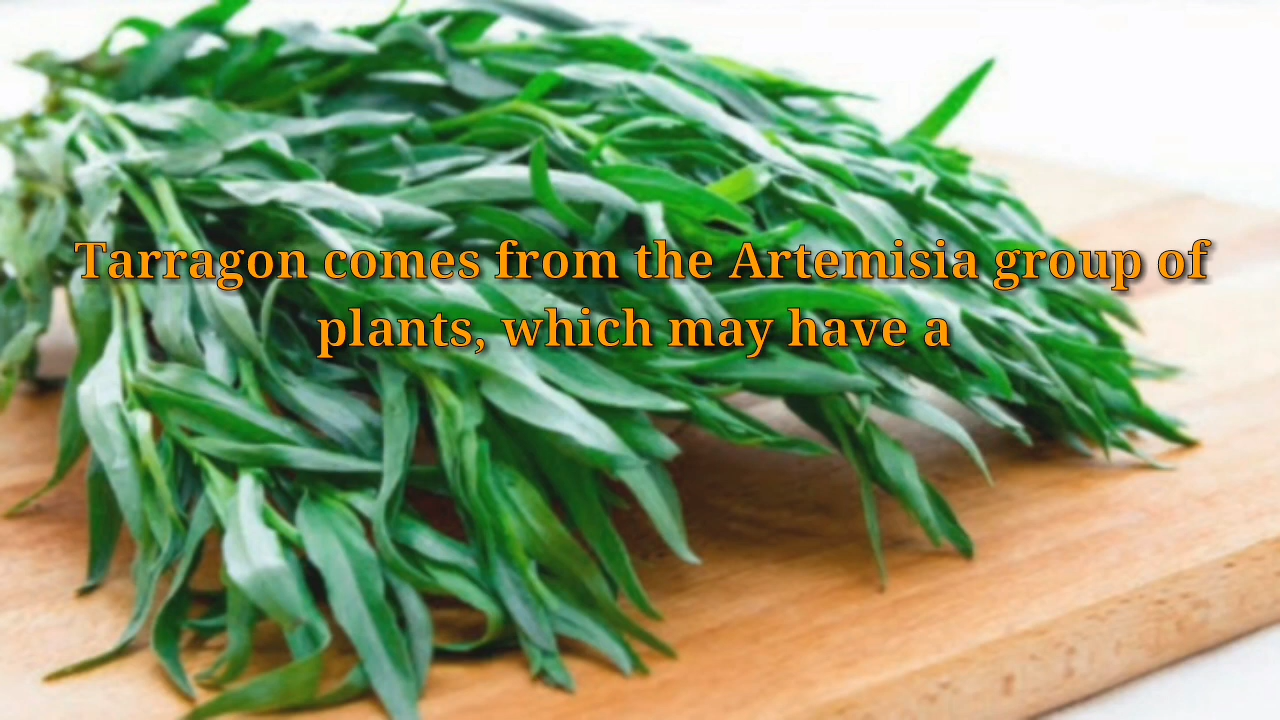 Tarragon comes from the Artemisia group of
plants, which may have a